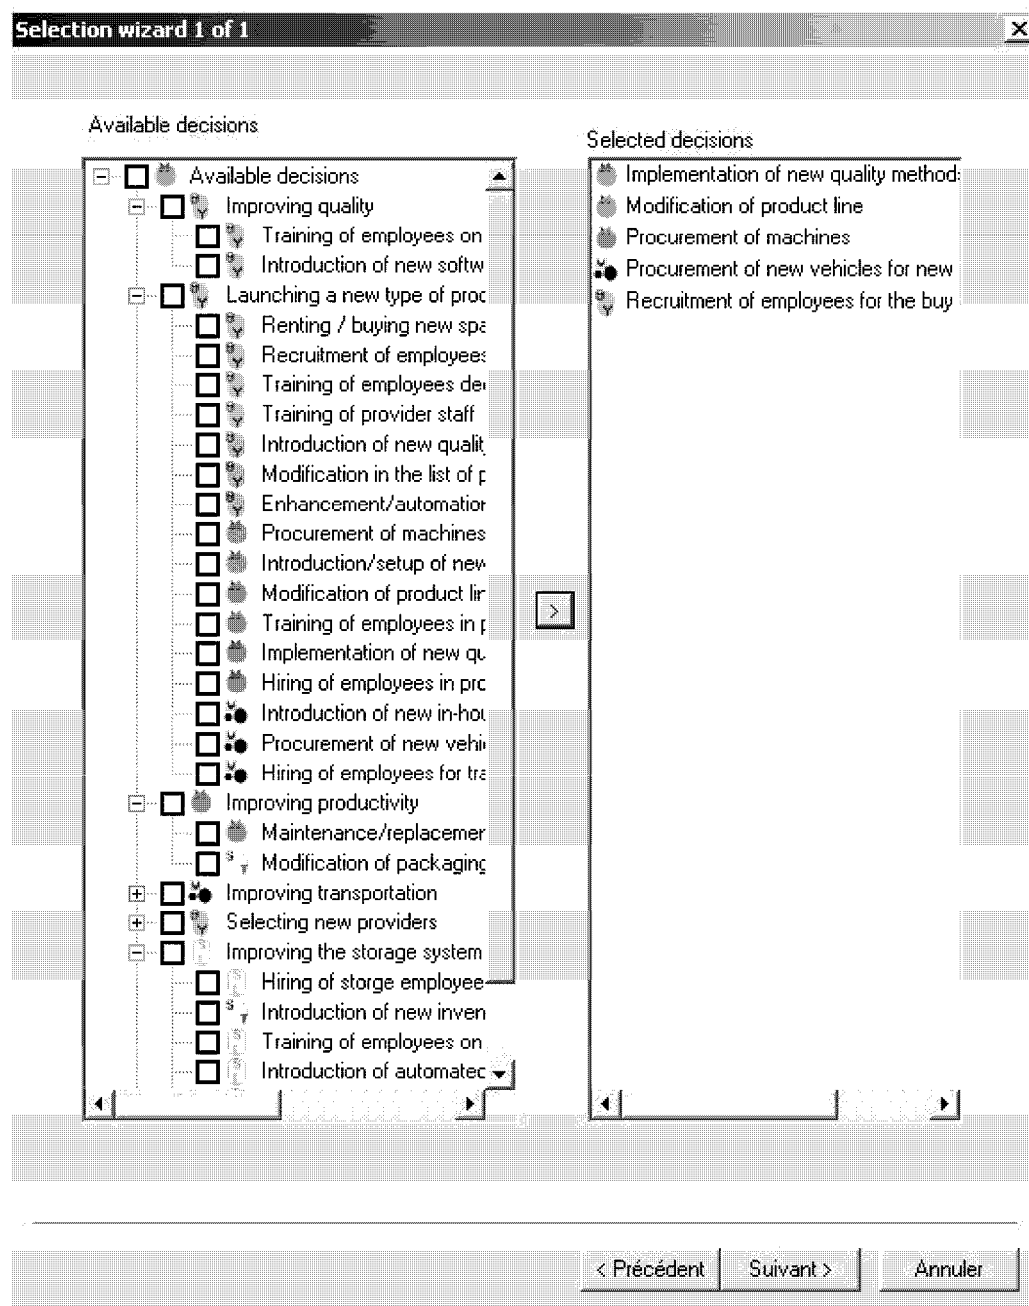 Selection wizard 1 of 1
Available decisions
Available decisions
Improving quality
Training of employees on
Introduction of new softw
Launching a new type of proc
Renting / buying new spa
Recruitment of employees
Training of employees de
Training of provider staff
Introduction of new qualit
Modification in the list of p
Enhancement/automation
Procurement of machines
Introduction/setup of new
Modification of product lin
Training of employees in p
Implementation of new qu
Hiring of employees in pro
Introduction of new in-hou
Procurement of new vehi
Hiring of employees for tra
Improving productivity
Maintenance/replacemen
Modification of packaging
Improving transportation
Selecting new providers
Improving the storage system
Hiring of storge employee
Introduction of new inven
Training of employees on
Introduction of automatec
Selected decisions
Implementation of new quality methods
Modification of product line
Procurement of machines
Procurement of new vehicles for new
Recruitment of employees for the buy
>
< Précédent
Suivant >
Annuler